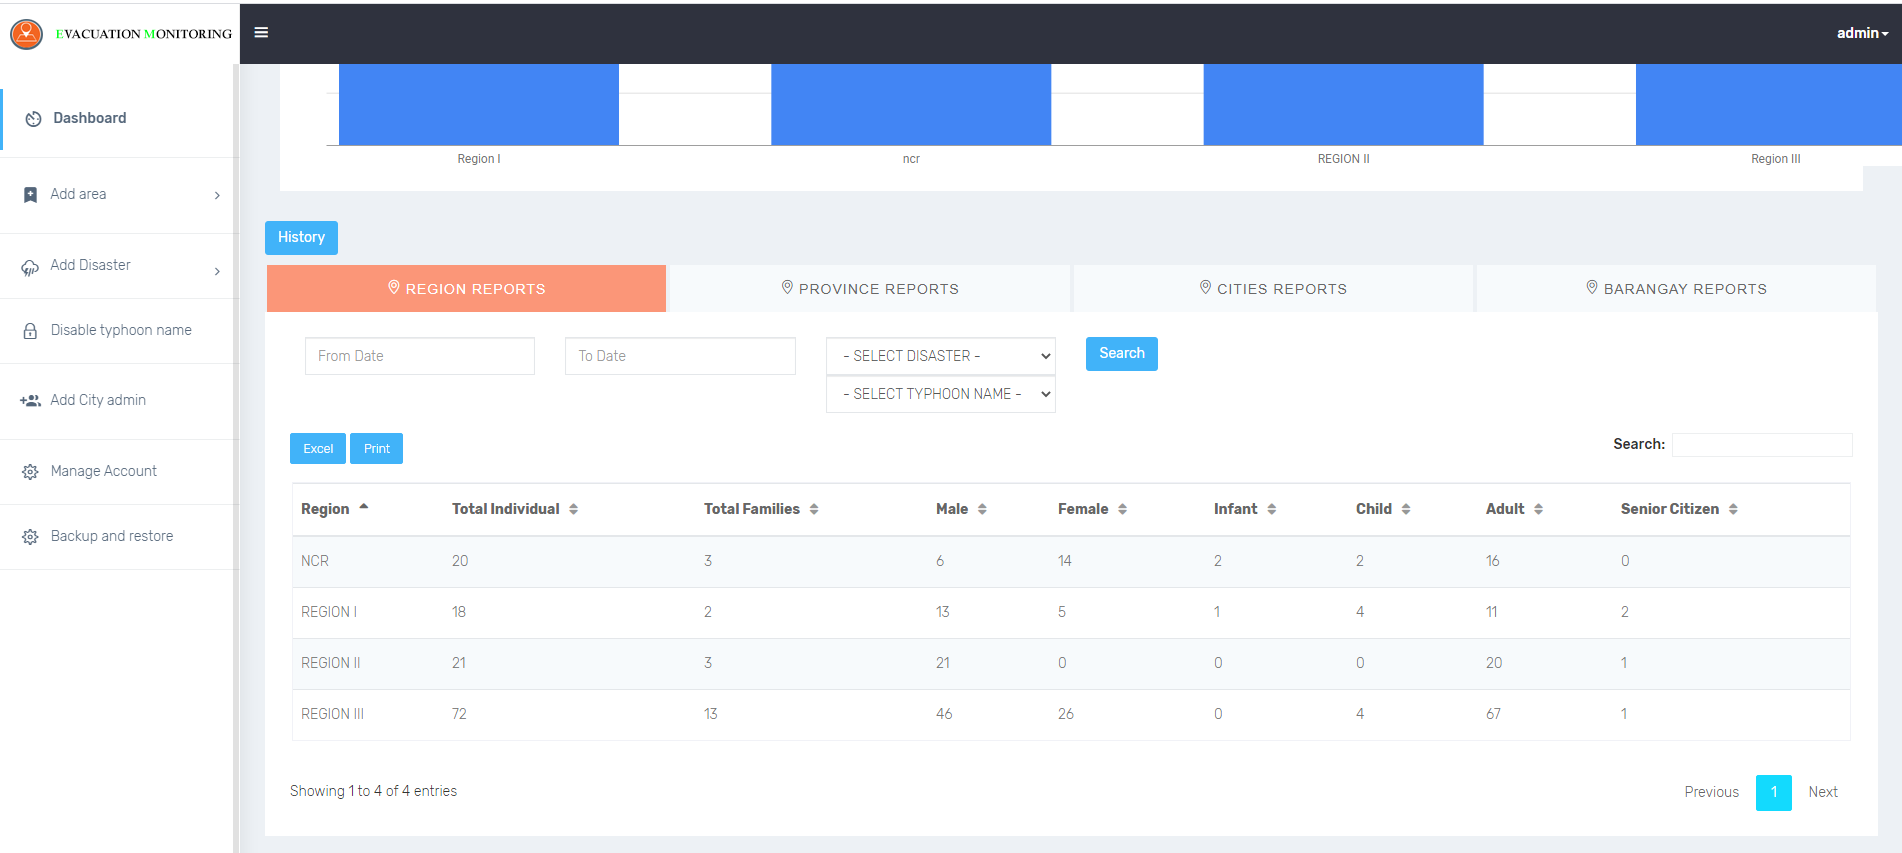 EVACUATION MONITORING
admin
Dashboard
Add area
Add Disaster
Disable typhoon name
Add City admin
Manage Account
Backup and restore
Region I ncr REGION II Region III
History
REGION REPORTS PROVINCE REPORTS CITIES REPORTS BARANGAY REPORTS
From Date To Date - SELECT DISASTER - Search
- SELECT TYPHOON NAME -
Excel Print Search:
Region Total Individual Total Families Male Female Infant Child Adult Senior Citizen
NCR 20 3 6 14 2 2 16 0
REGION I 18 2 13 5 1 4 11 2
REGION II 21 3 21 0 0 0 20 1
REGION III 72 13 46 26 0 4 67 1
Showing 1 to 4 of 4 entries Previous 1 Next